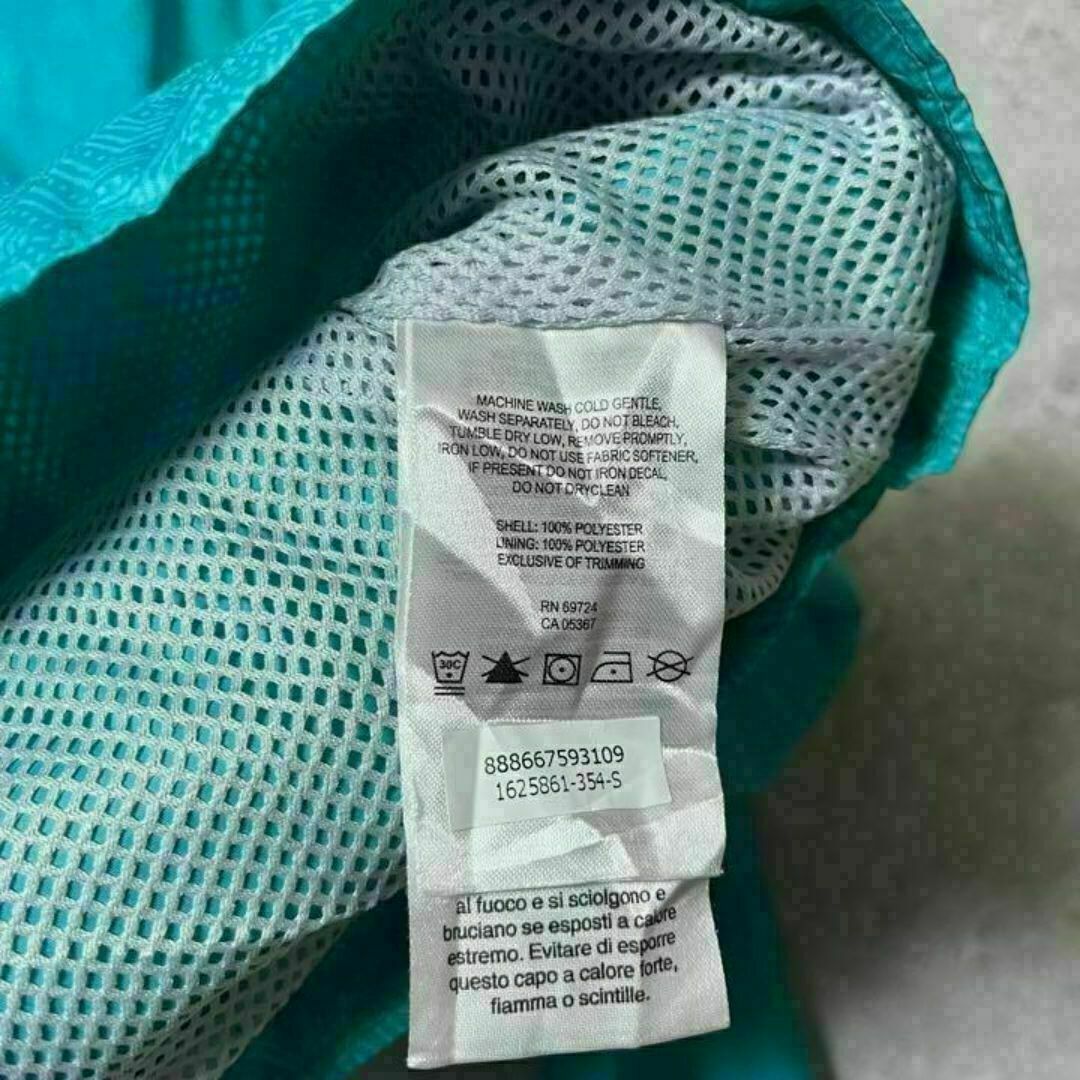 MACHINE WASH COLD GENTLE,
WASH SEPARATELY, DO NOT BLEACH,
TUMBLE DRY LOW, REMOVE PROMPTLY,
IRON LOW, DO NOT USE FABRIC SOFTENER,
IF PRESENT DO NOT IRON DECAL,
DO NOT DRYCLEAN
SHELL: 100% POLYESTER
LINING: 100% POLYESTER
EXCLUSIVE OF TRIMMING
RN 69724
CA 05367
30C
888667593109
1625861-354-S
al fuoco e si sciolgono e
bruciano se esposti a calore
estremo. Evitare di esporre
questo capo a calore forte,
fiamma o scintille.